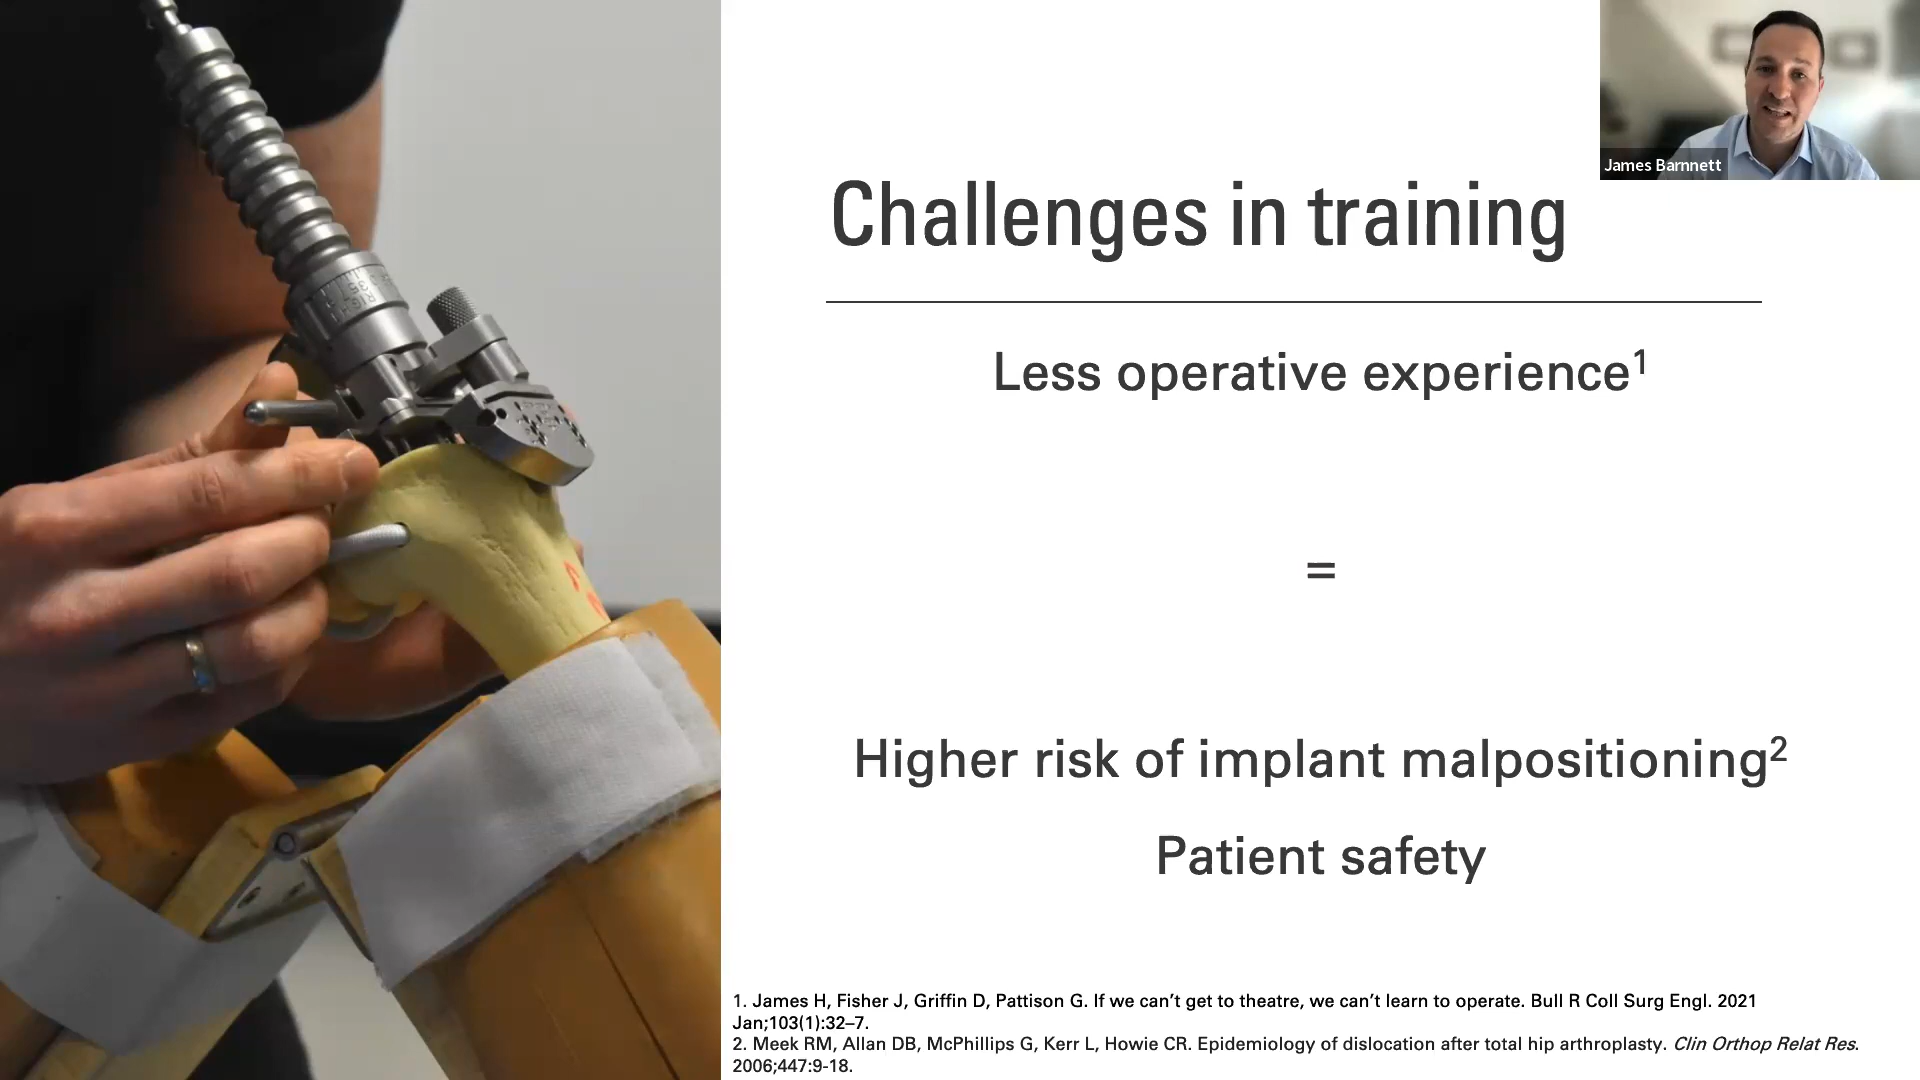 James Barnnett
Challenges in training
Less operative experience¹
=
Higher risk of implant malpositioning²
Patient safety
1. James H, Fisher J, Griffin D, Pattison G. If we can’t get to theatre, we can’t learn to operate. Bull R Coll Surg Engl. 2021
Jan;103(1):32–7.
2. Meek RM, Allan DB, McPhillips G, Kerr L, Howie CR. Epidemiology of dislocation after total hip arthroplasty. Clin Orthop Relat Res.
2006;447:9-18.